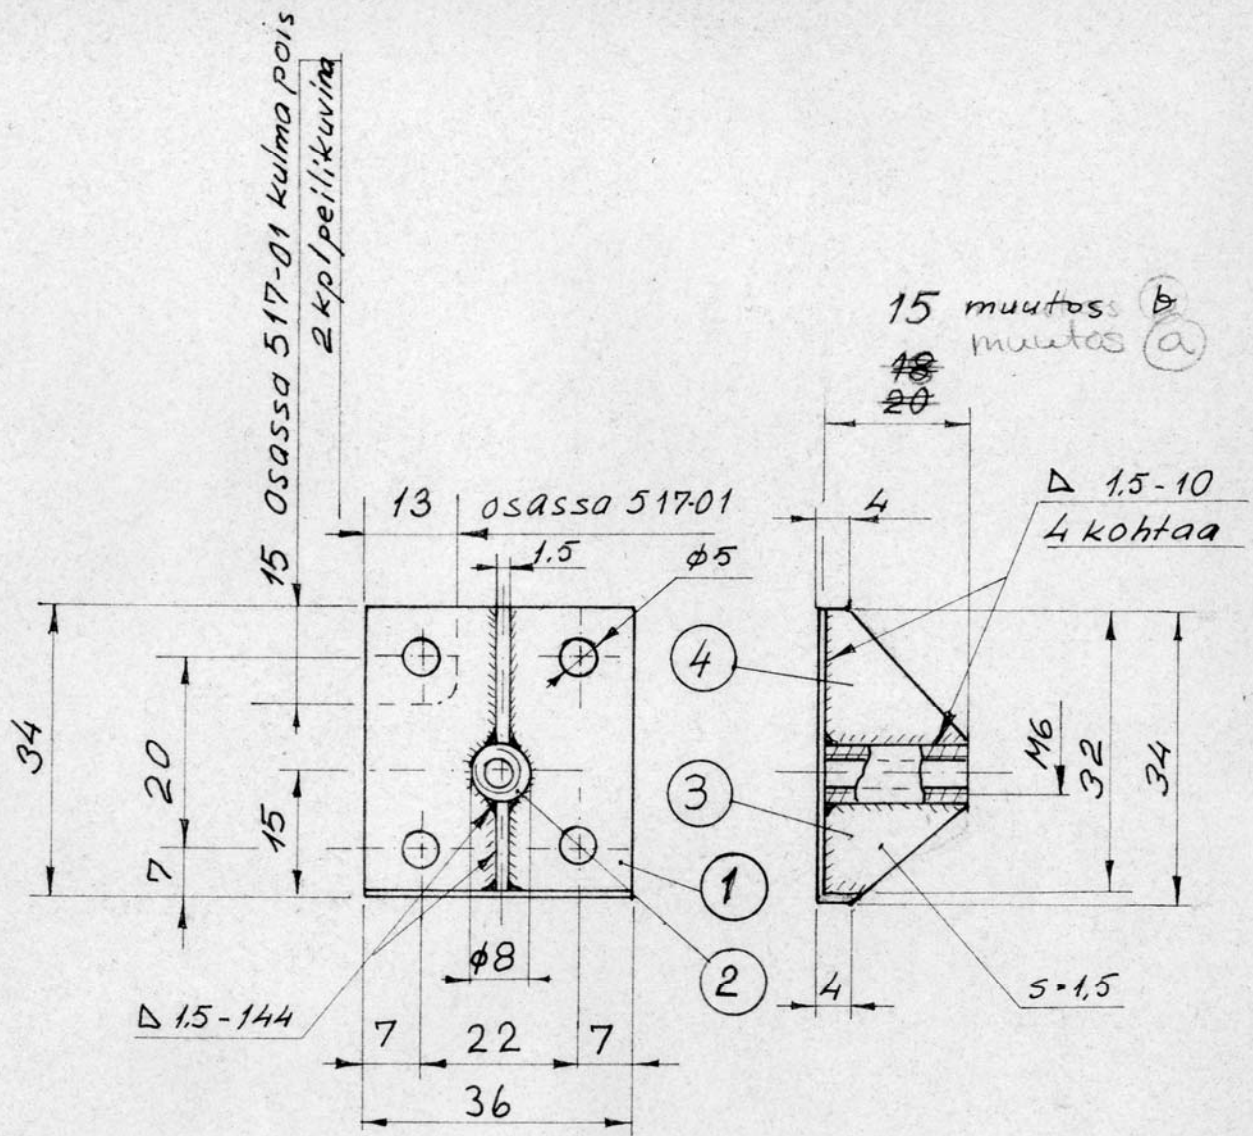 15 osassa 517-01 kulma pois
2 kpl peilikuvina
15 muutos b
muutos a
18
20
13 osassa 517-01
4
△ 1.5-10
4 kohtaa
1.5
φ5
4
34
20
7
15
3
M6
32
34
1
φ8
2
4
s=1,5
△ 1.5-144
7 22 7
36